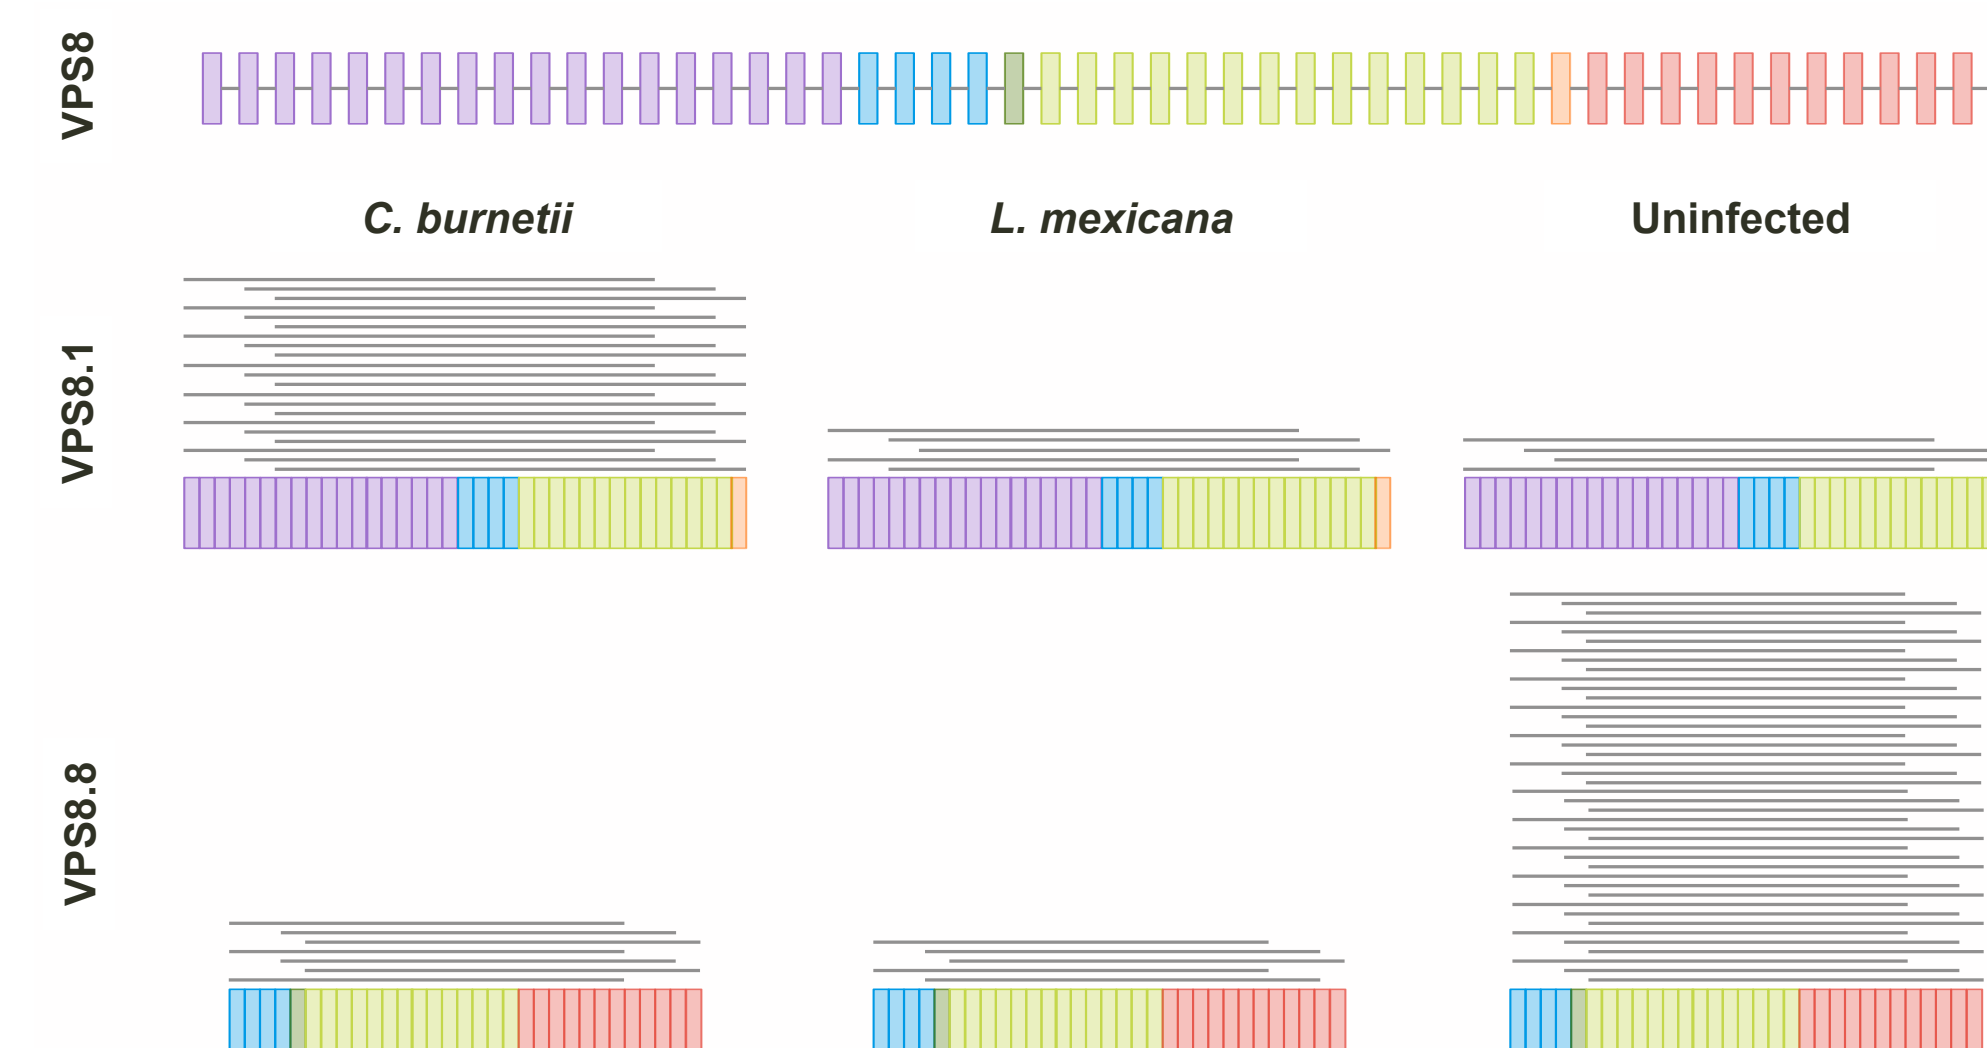 VPS8
C. burnetii
L. mexicana
Uninfected
VPS8.1
VPS8.8